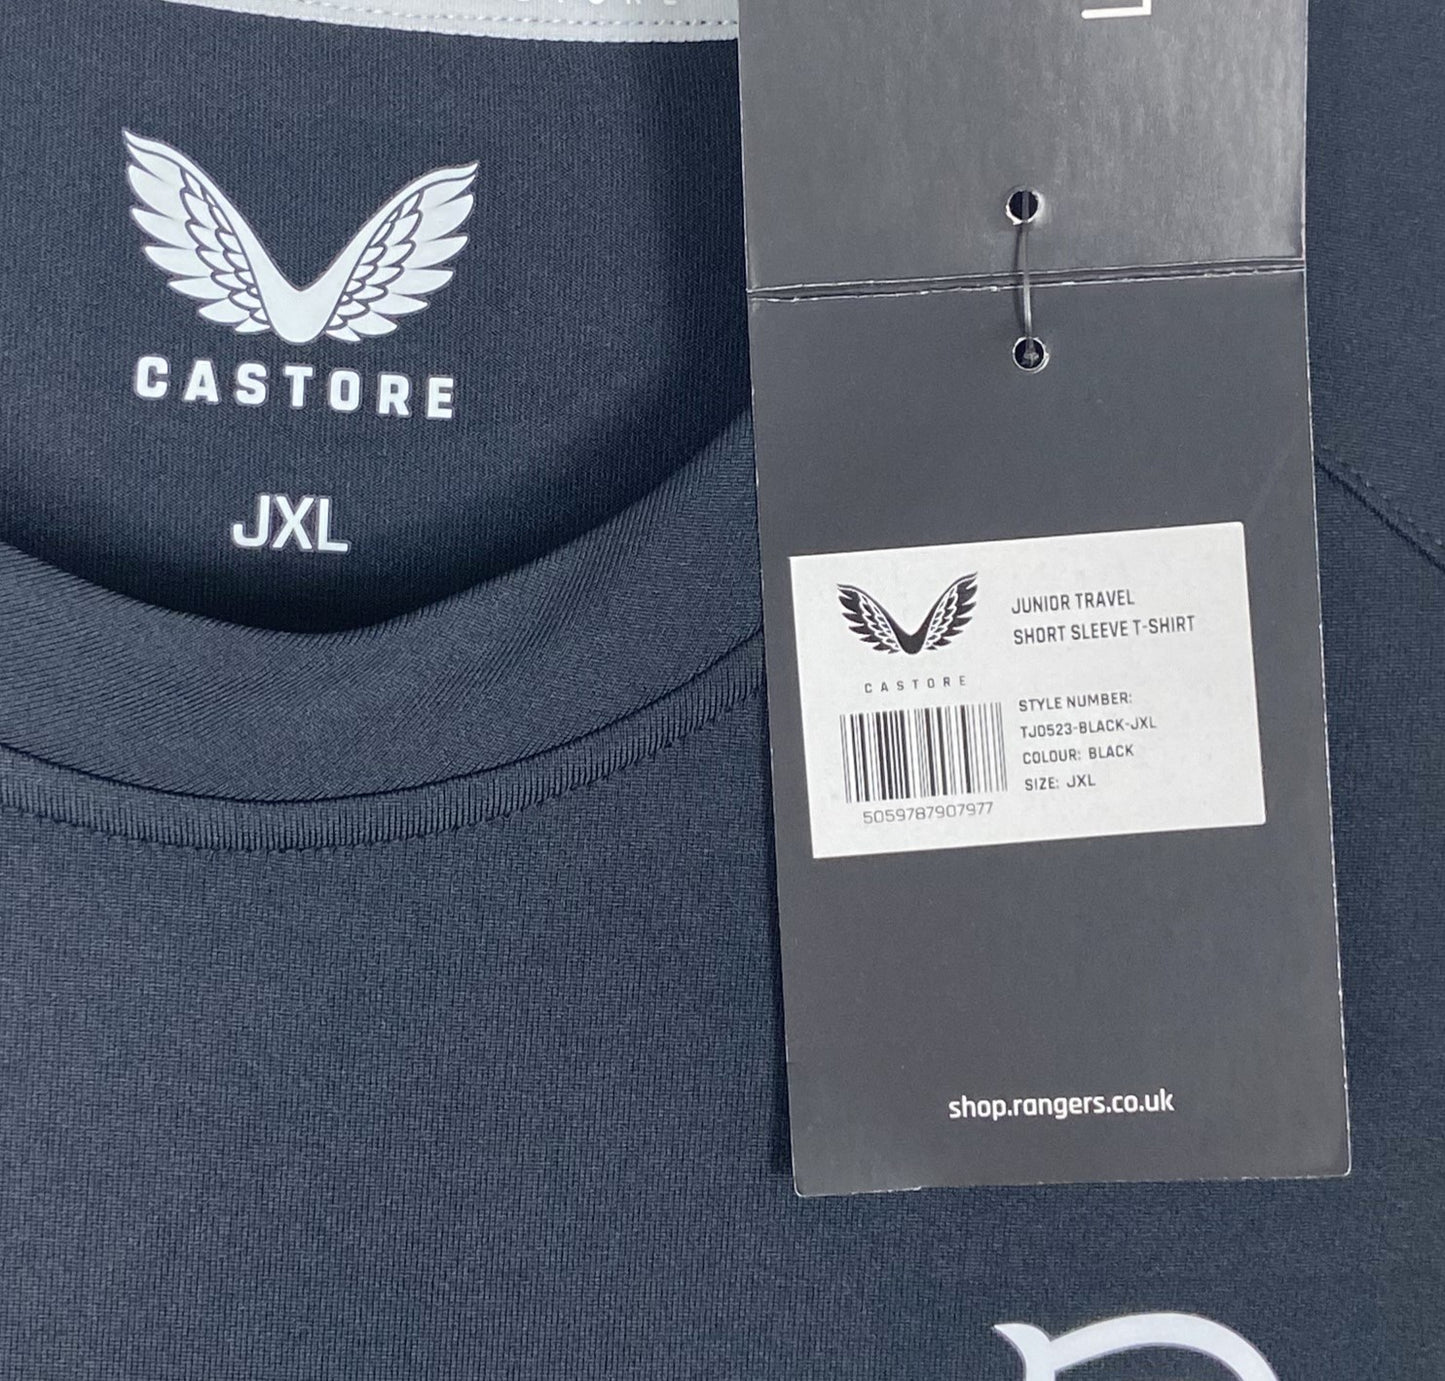 CASTORE
JXL
JUNIOR TRAVEL
SHORT SLEEVE T-SHIRT
CASTORE
STYLE NUMBER:
TJ0523-BLACK-JXL
COLOUR: BLACK
SIZE: JXL
5059787907977
shop.rangers.co.uk